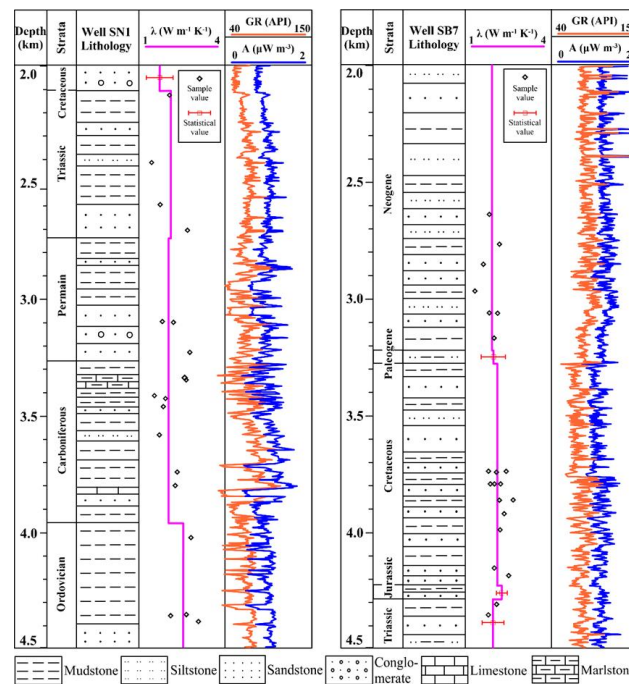 Depth (km)
Strata
Well SN1 Lithology
λ (W m⁻¹ K⁻¹)
1 4
GR (API)
40 150
A (μW m⁻³)
0 2
Sample value
Statistical value
2.0
2.5
3.0
3.5
4.0
4.5
Cretaceous
Triassic
Permain
Carboniferous
Ordovician
Depth (km)
Strata
Well SB7 Lithology
λ (W m⁻¹ K⁻¹)
1 4
GR (API)
40 150
A (μW m⁻³)
0 2
Sample value
Statistical value
2.0
2.5
3.0
3.5
4.0
4.5
Neogene
Paleogene
Cretaceous
Jurassic
Triassic
Mudstone
Siltstone
Sandstone
Conglo-
merate
Limestone
Marlston